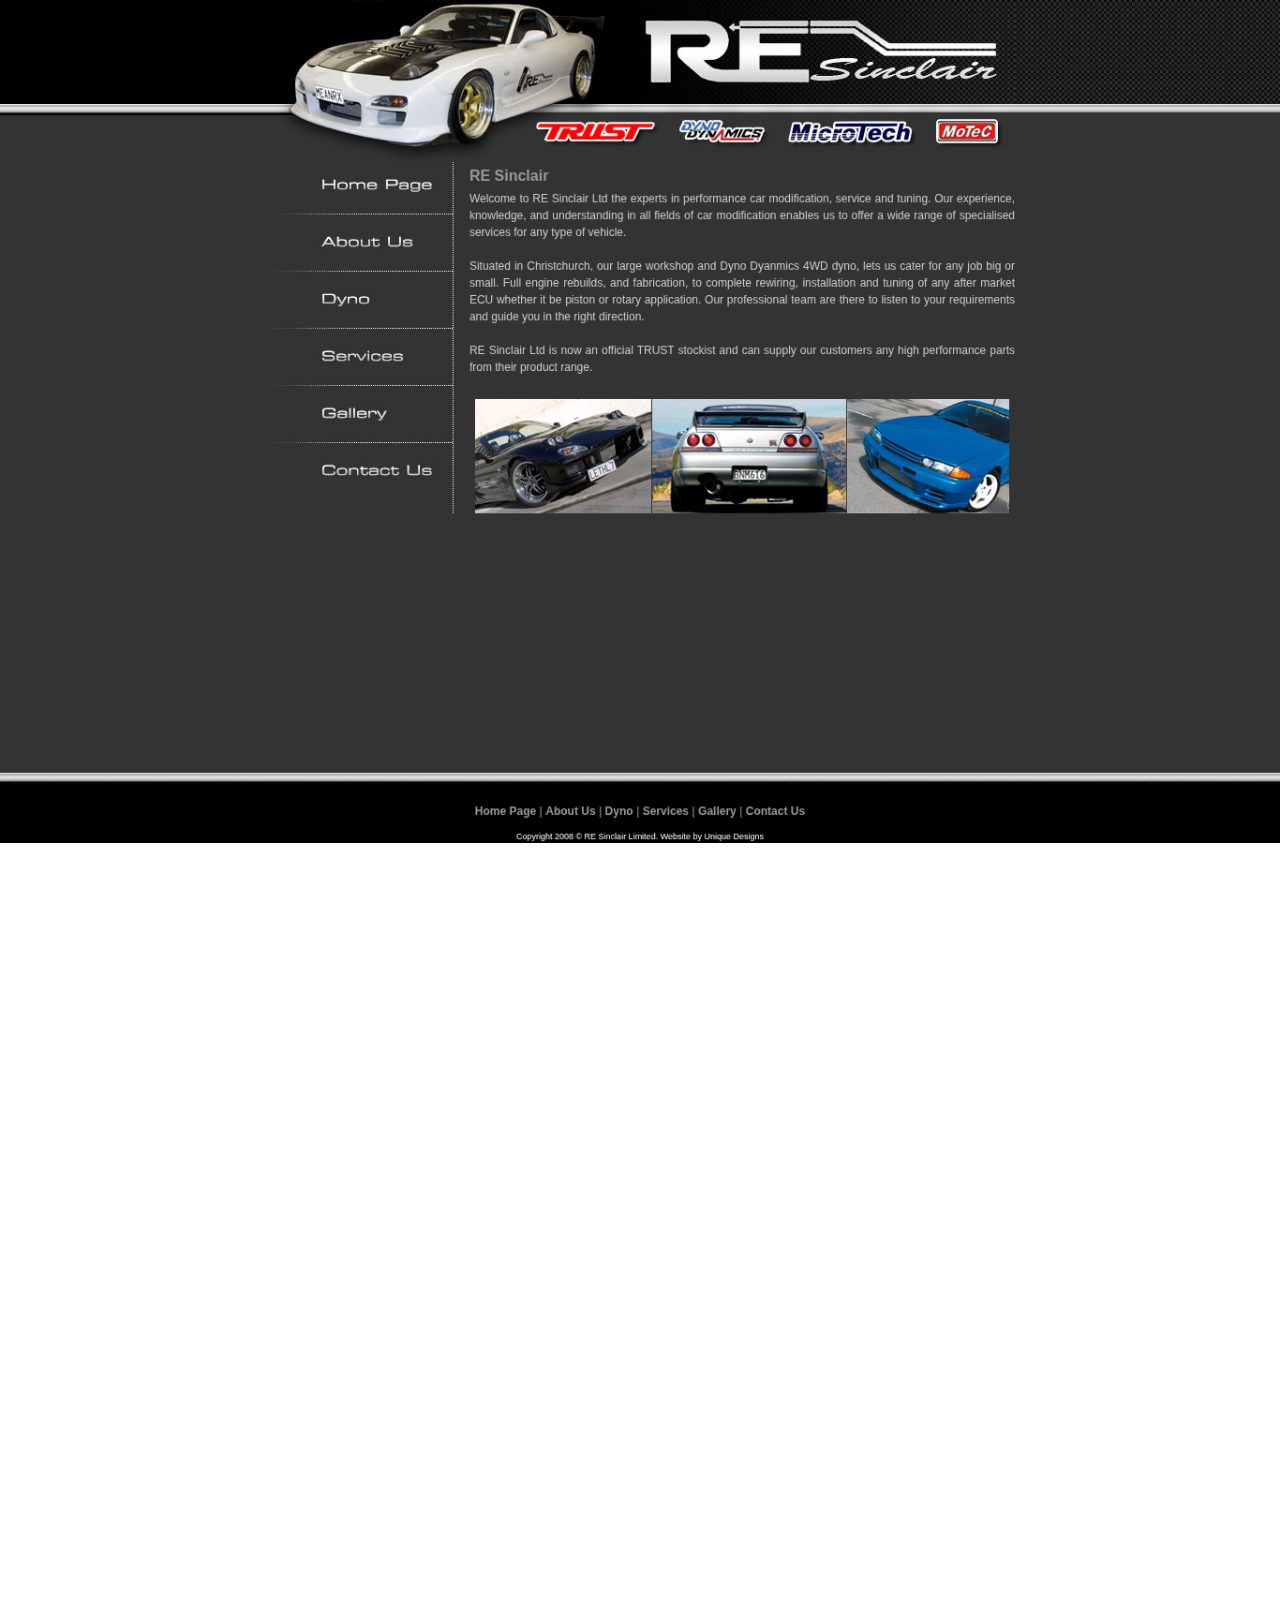 RE Sinclair
RE
MEANRX
TRUST
DYNO DYNAMICS
MicroTech
MoTeC
Home Page
About Us
Dyno
Services
Gallery
Contact Us
RE Sinclair
Welcome to RE Sinclair Ltd the experts in performance car modification, service and tuning. Our experience,
knowledge, and understanding in all fields of car modification enables us to offer a wide range of specialised
services for any type of vehicle.
Situated in Christchurch, our large workshop and Dyno Dyanmics 4WD dyno, lets us cater for any job big or
small. Full engine rebuilds, and fabrication, to complete rewiring, installation and tuning of any after market
ECU whether it be piston or rotary application. Our professional team are there to listen to your requirements
and guide you in the right direction.
RE Sinclair Ltd is now an official TRUST stockist and can supply our customers any high performance parts
from their product range.
LETHL7
BNM616
Home Page | About Us | Dyno | Services | Gallery | Contact Us
Copyright 2008 © RE Sinclair Limited. Website by Unique Designs